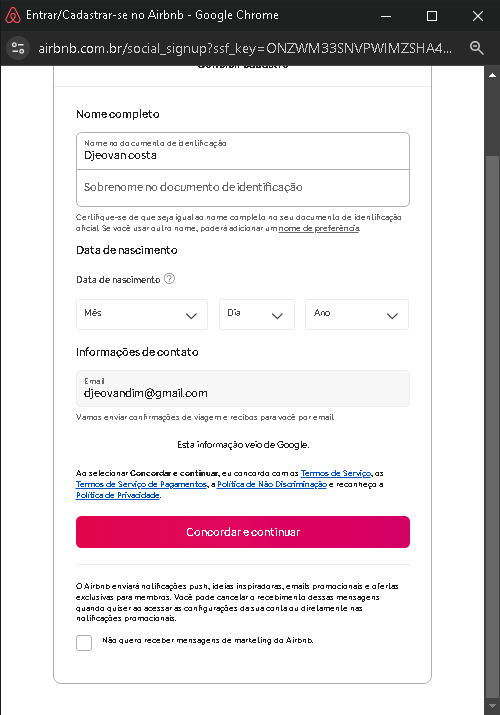 Entrar/Cadastrar-se no Airbnb - Google Chrome
airbnb.com.br/social_signup?ssf_key=ONZWM33SNVPWIMZSHA4...
Concluir cadastro
Nome completo
Nome no documento de identificação
Djeovan costa
Sobrenome no documento de identificação
Certifique-se de que seja igual ao nome completo no seu documento de identificação
oficial. Se você usar outro nome, poderá adicionar um nome de preferência.
Data de nascimento
Data de nascimento ?
Mês Dia Ano
Informações de contato
Email
djeovandim@gmail.com
Vamos enviar confirmações de viagem e recibos para você por email.
Esta informação veio de Google.
Ao selecionar Concordar e continuar, eu concordo com os Termos de Serviço, os
Termos de Serviço de Pagamentos, a Política de Não Discriminação e reconheço a
Política de Privacidade.
Concordar e continuar
O Airbnb enviará notificações push, ideias inspiradoras, emails promocionais e ofertas
exclusivas para membros. Você pode cancelar o recebimento dessas mensagens
quando quiser ao acessar as configurações da sua conta ou diretamente nas
notificações promocionais.
Não quero receber mensagens de marketing do Airbnb.